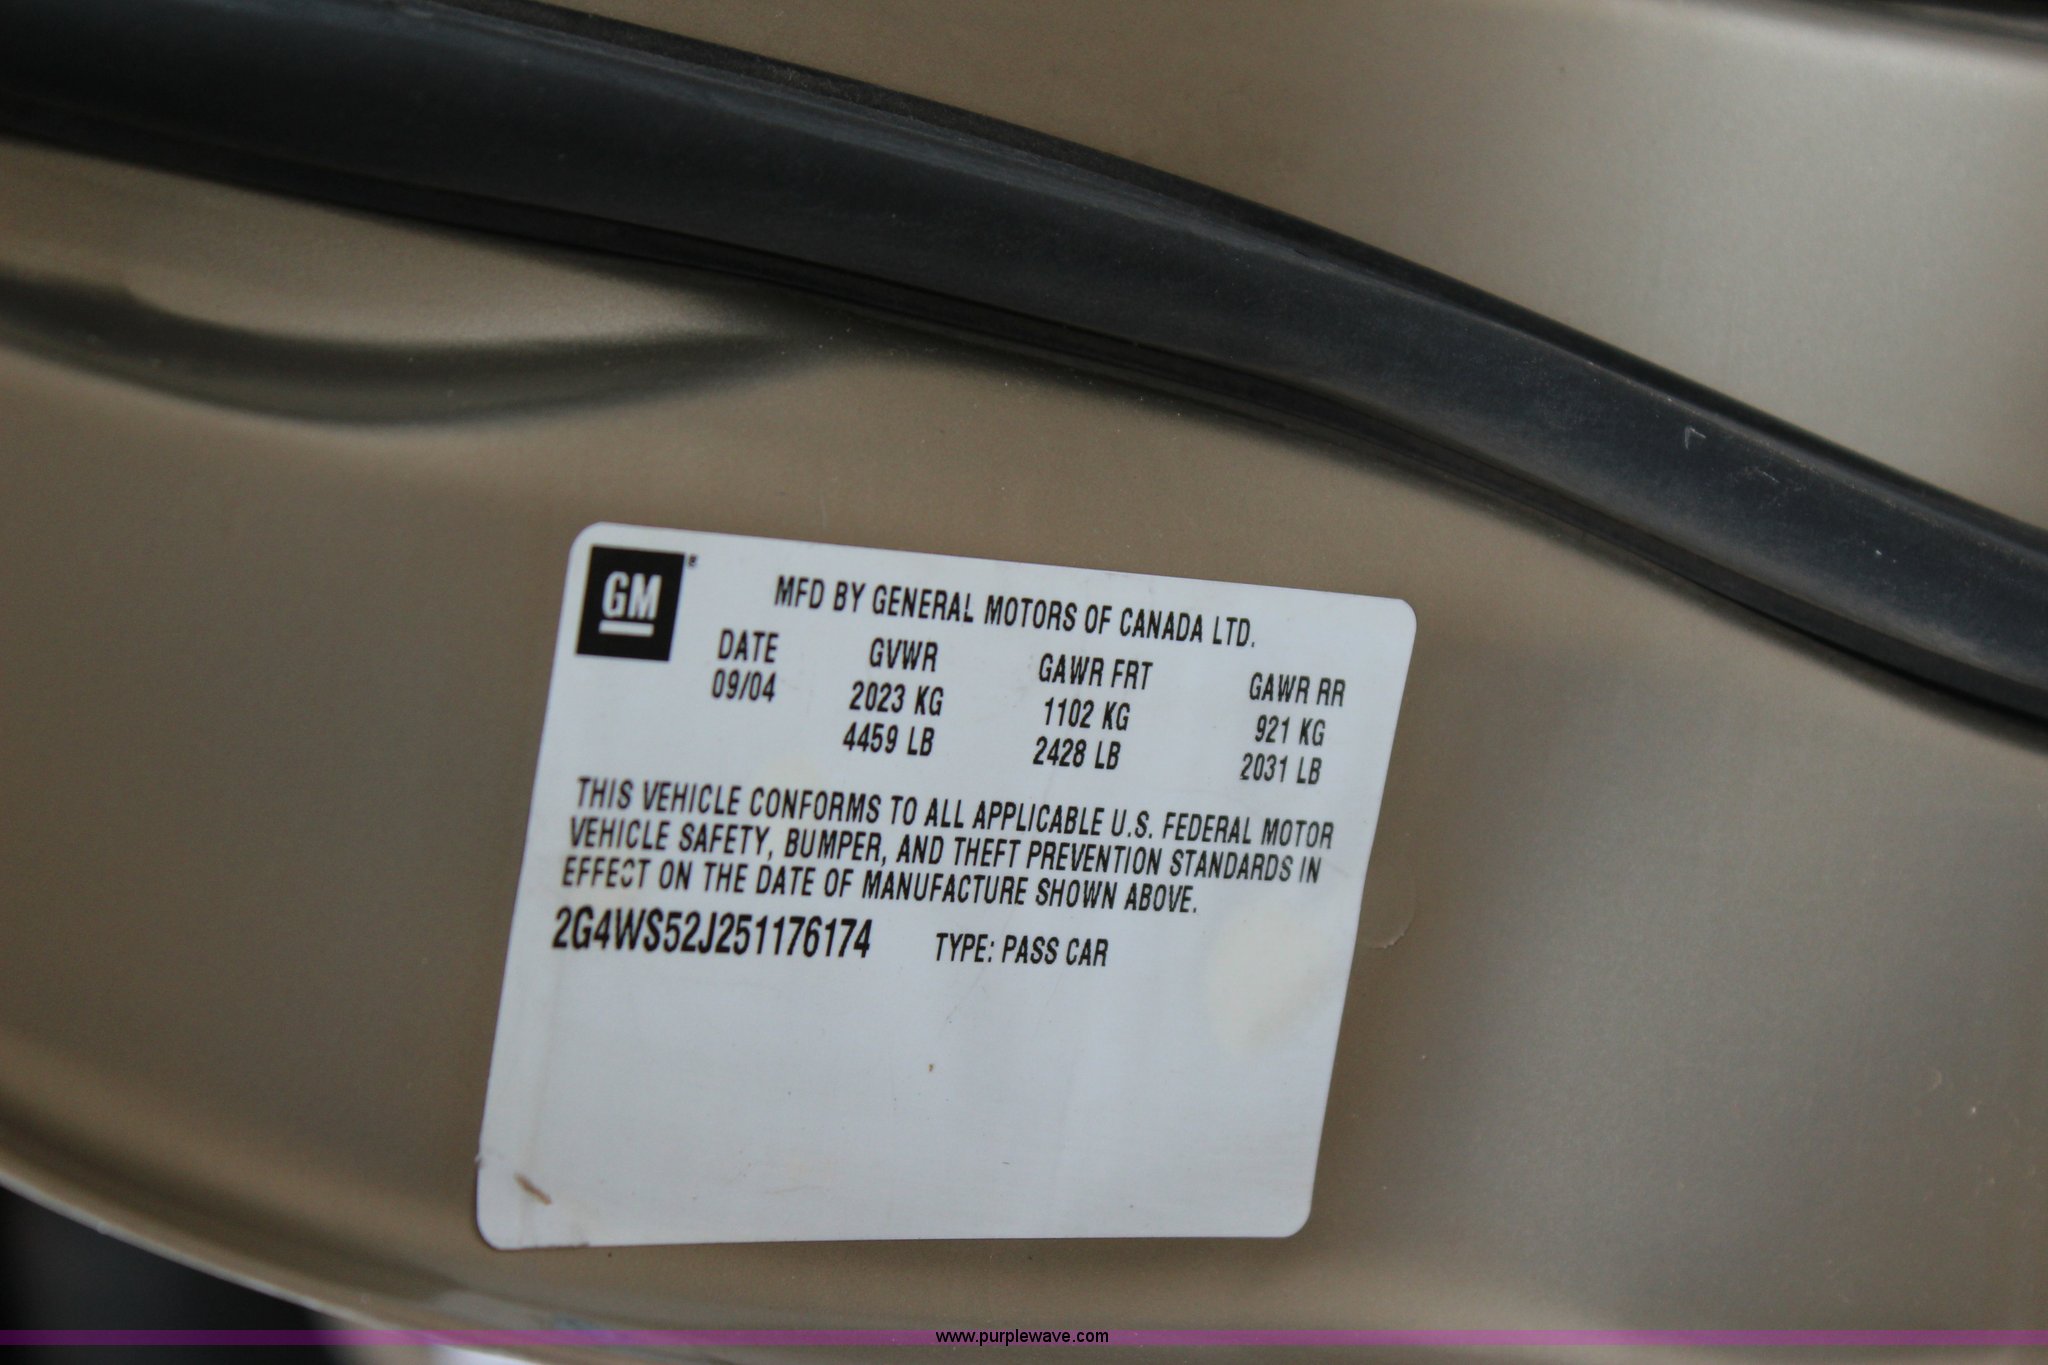 GM®
MFD BY GENERAL MOTORS OF CANADA LTD.
DATE GVWR GAWR FRT GAWR RR
09/04 2023 KG 1102 KG 921 KG
4459 LB 2428 LB 2031 LB
THIS VEHICLE CONFORMS TO ALL APPLICABLE U.S. FEDERAL MOTOR
VEHICLE SAFETY, BUMPER, AND THEFT PREVENTION STANDARDS IN
EFFECT ON THE DATE OF MANUFACTURE SHOWN ABOVE.
2G4WS52J251176174 TYPE: PASS CAR
www.purplewave.com